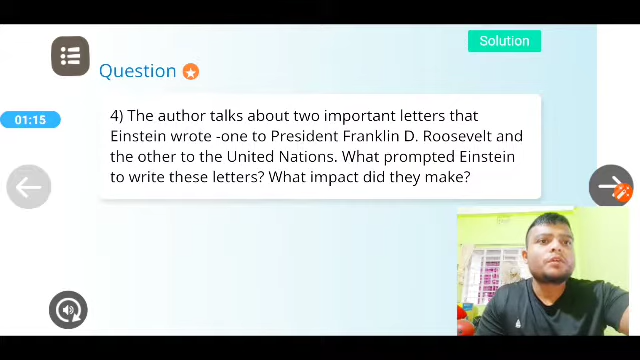 Solution
Question
01:15
4) The author talks about two important letters that
Einstein wrote -one to President Franklin D. Roosevelt and
the other to the United Nations. What prompted Einstein
to write these letters? What impact did they make?